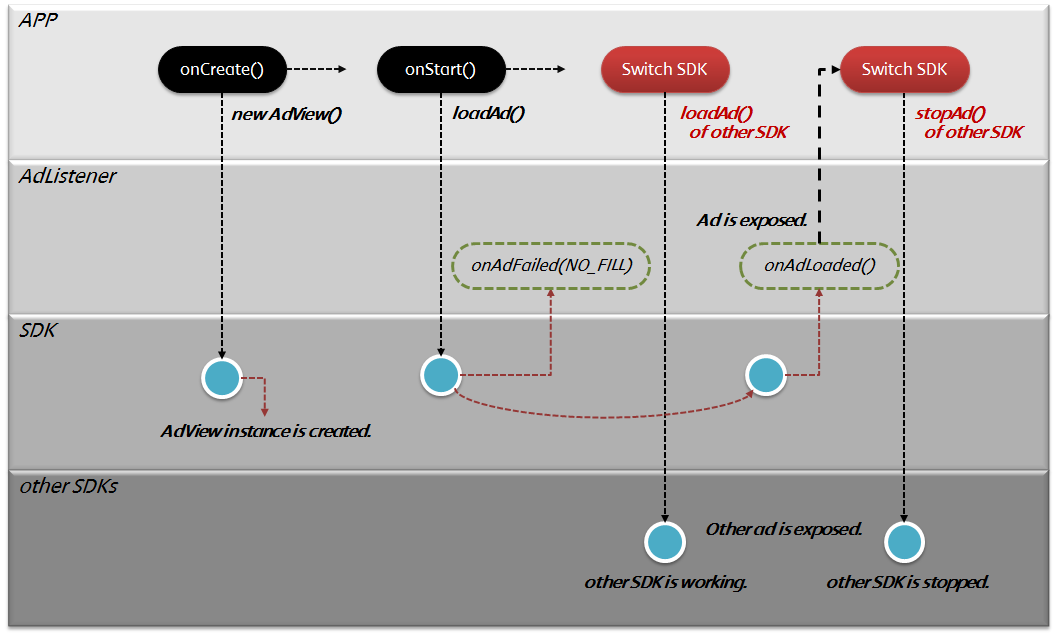 APP
onCreate()
onStart()
Switch SDK
Switch SDK
new AdView()
loadAd()
loadAd()
of other SDK
stopAd()
of other SDK
AdListener
Ad is exposed.
onAdFailed(NO_FILL)
onAdLoaded()
SDK
AdView instance is created.
other SDKs
Other ad is exposed.
other SDK is working.
other SDK is stopped.